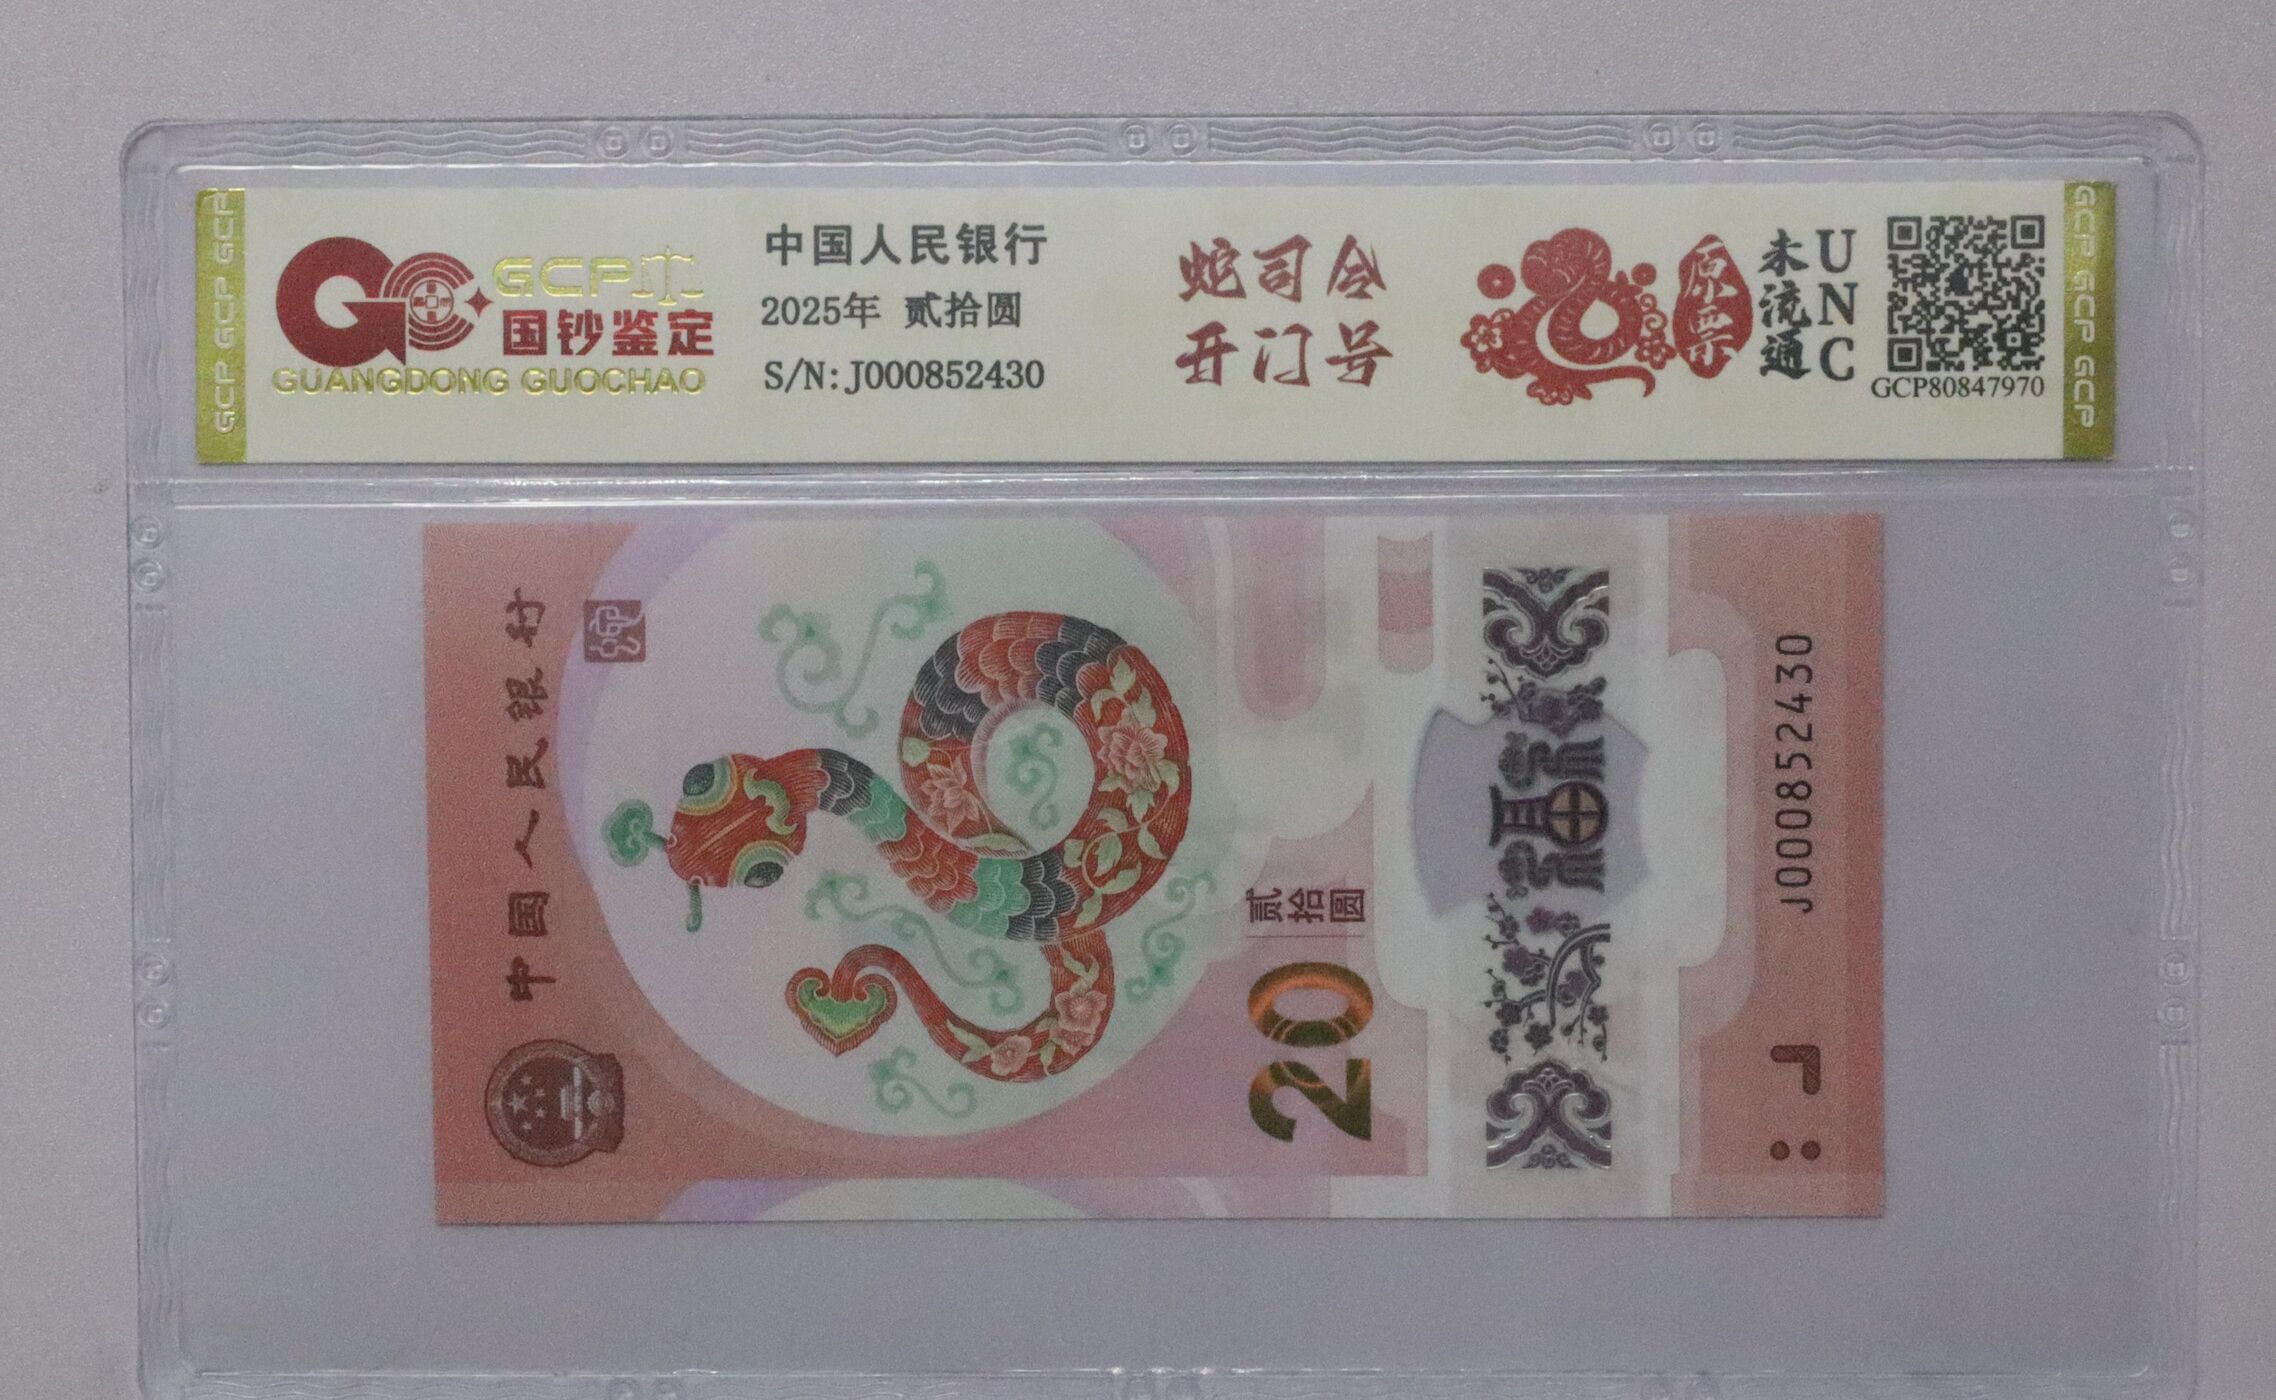 GCP GCP GCP
GCP
国钞鉴定
GUANGDONG GUOCHAO
中国人民银行
2025年 贰拾圆
S/N:J000852430
蛇司令
开门号
原票
未流通
UNC
GCP80847970
GCP GCP GCP
中国人民银行
蛇
贰拾圆
20
福
J000852430
J